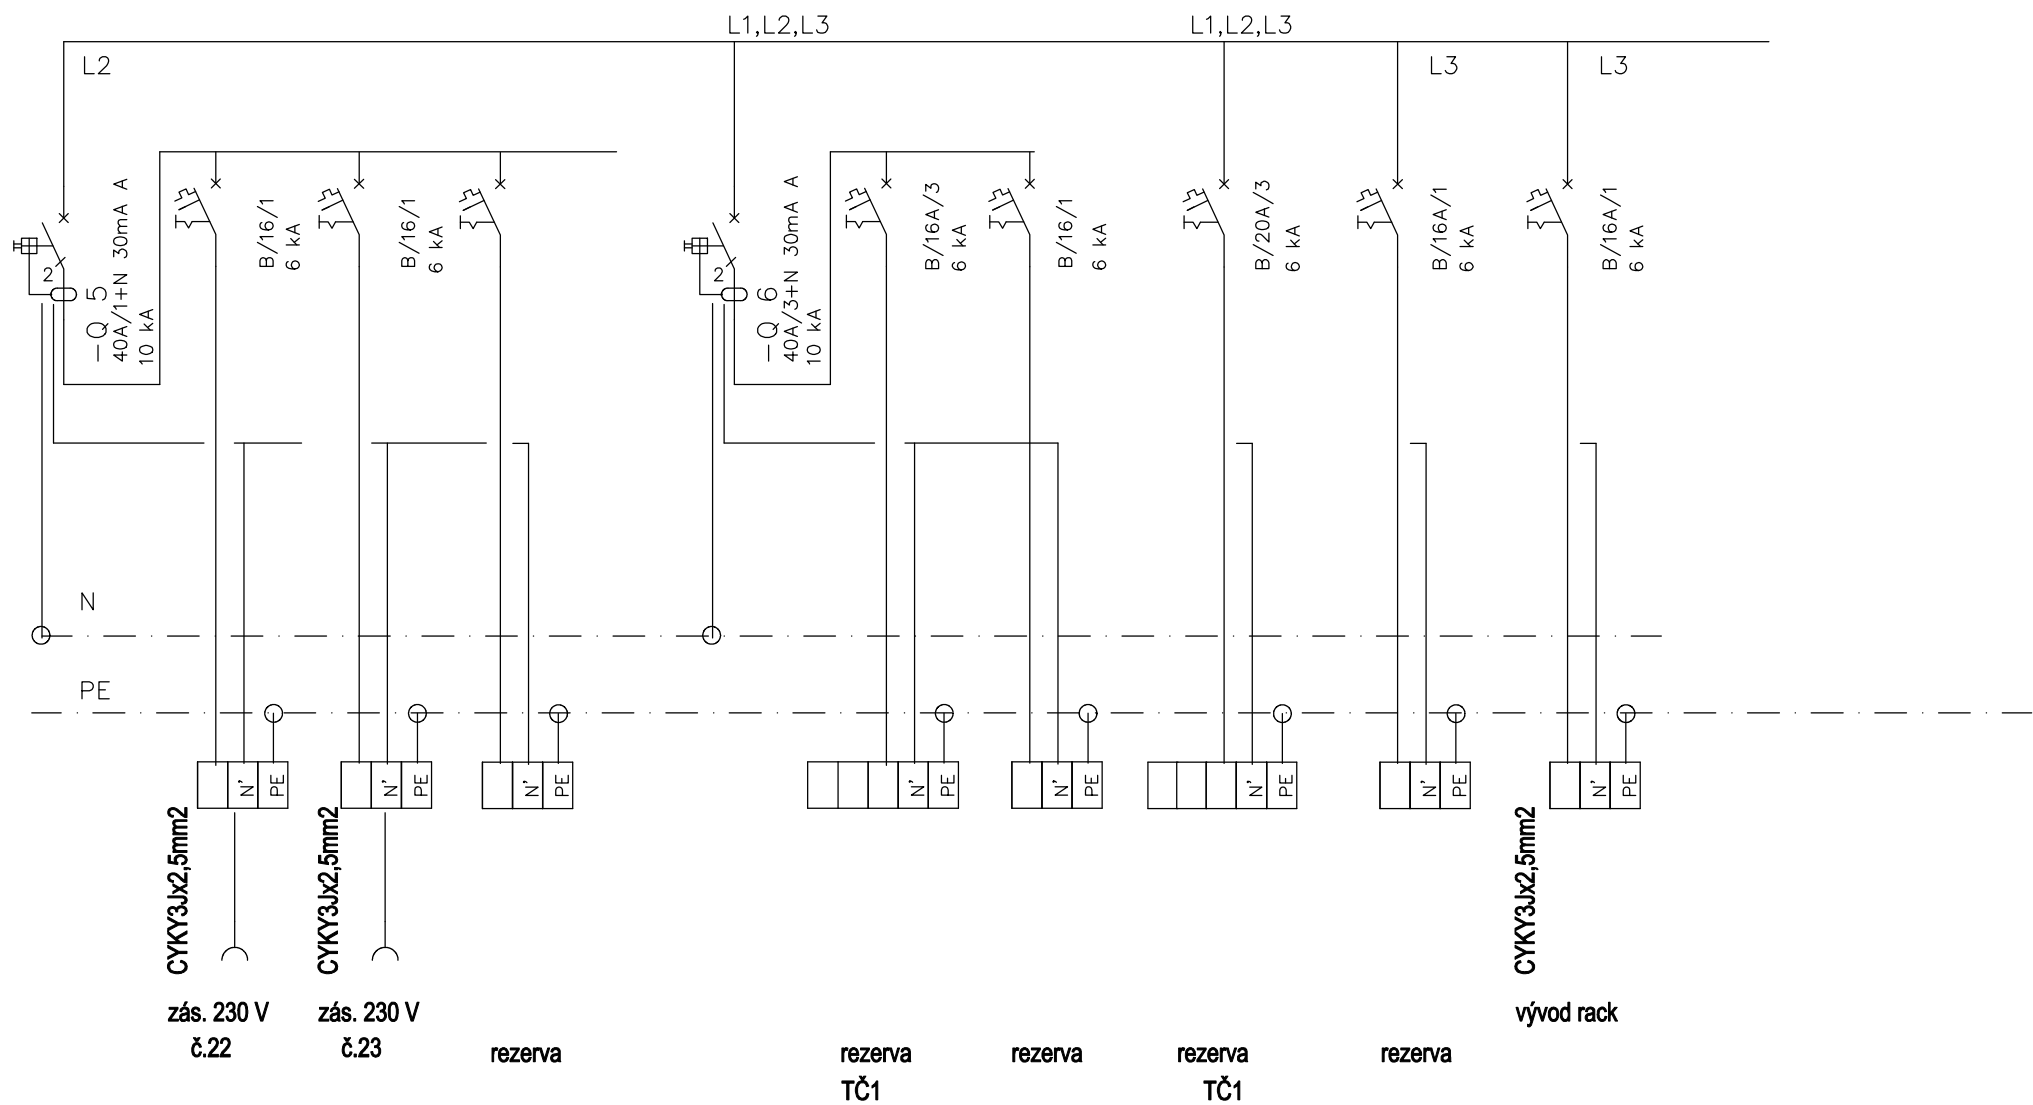 L1,L2,L3
L1,L2,L3
L2
L3
L3
-Q 5
40A/1+N 30mA A
10 kA
2
B/16/1
6 kA
B/16/1
6 kA
-Q 6
40A/3+N 30mA A
10 kA
2
B/16A/3
6 kA
B/16/1
6 kA
B/20A/3
6 kA
B/16A/1
6 kA
B/16A/1
6 kA
N
PE
N' PE
N' PE
N' PE
N' PE
N' PE
N' PE
N' PE
N' PE
CYKY3Jx2,5mm2
CYKY3Jx2,5mm2
CYKY3Jx2,5mm2
zás. 230 V
č.22
zás. 230 V
č.23
rezerva
rezerva
TČ1
rezerva
rezerva
TČ1
rezerva
vývod rack